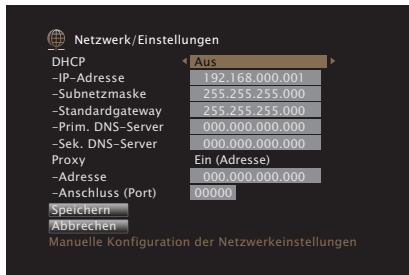 Netzwerk/Einstellungen
DHCP Aus
–IP–Adresse 192.168.000.001
–Subnetzmaske 255.255.255.000
–Standardgateway 255.255.255.000
–Prim. DNS–Server 000.000.000.000
–Sek. DNS–Server 000.000.000.000
Proxy Ein (Adresse)
–Adresse 000.000.000.000
–Anschluss (Port) 00000
Speichern
Abbrechen
Manuelle Konfiguration der Netzwerkeinstellungen